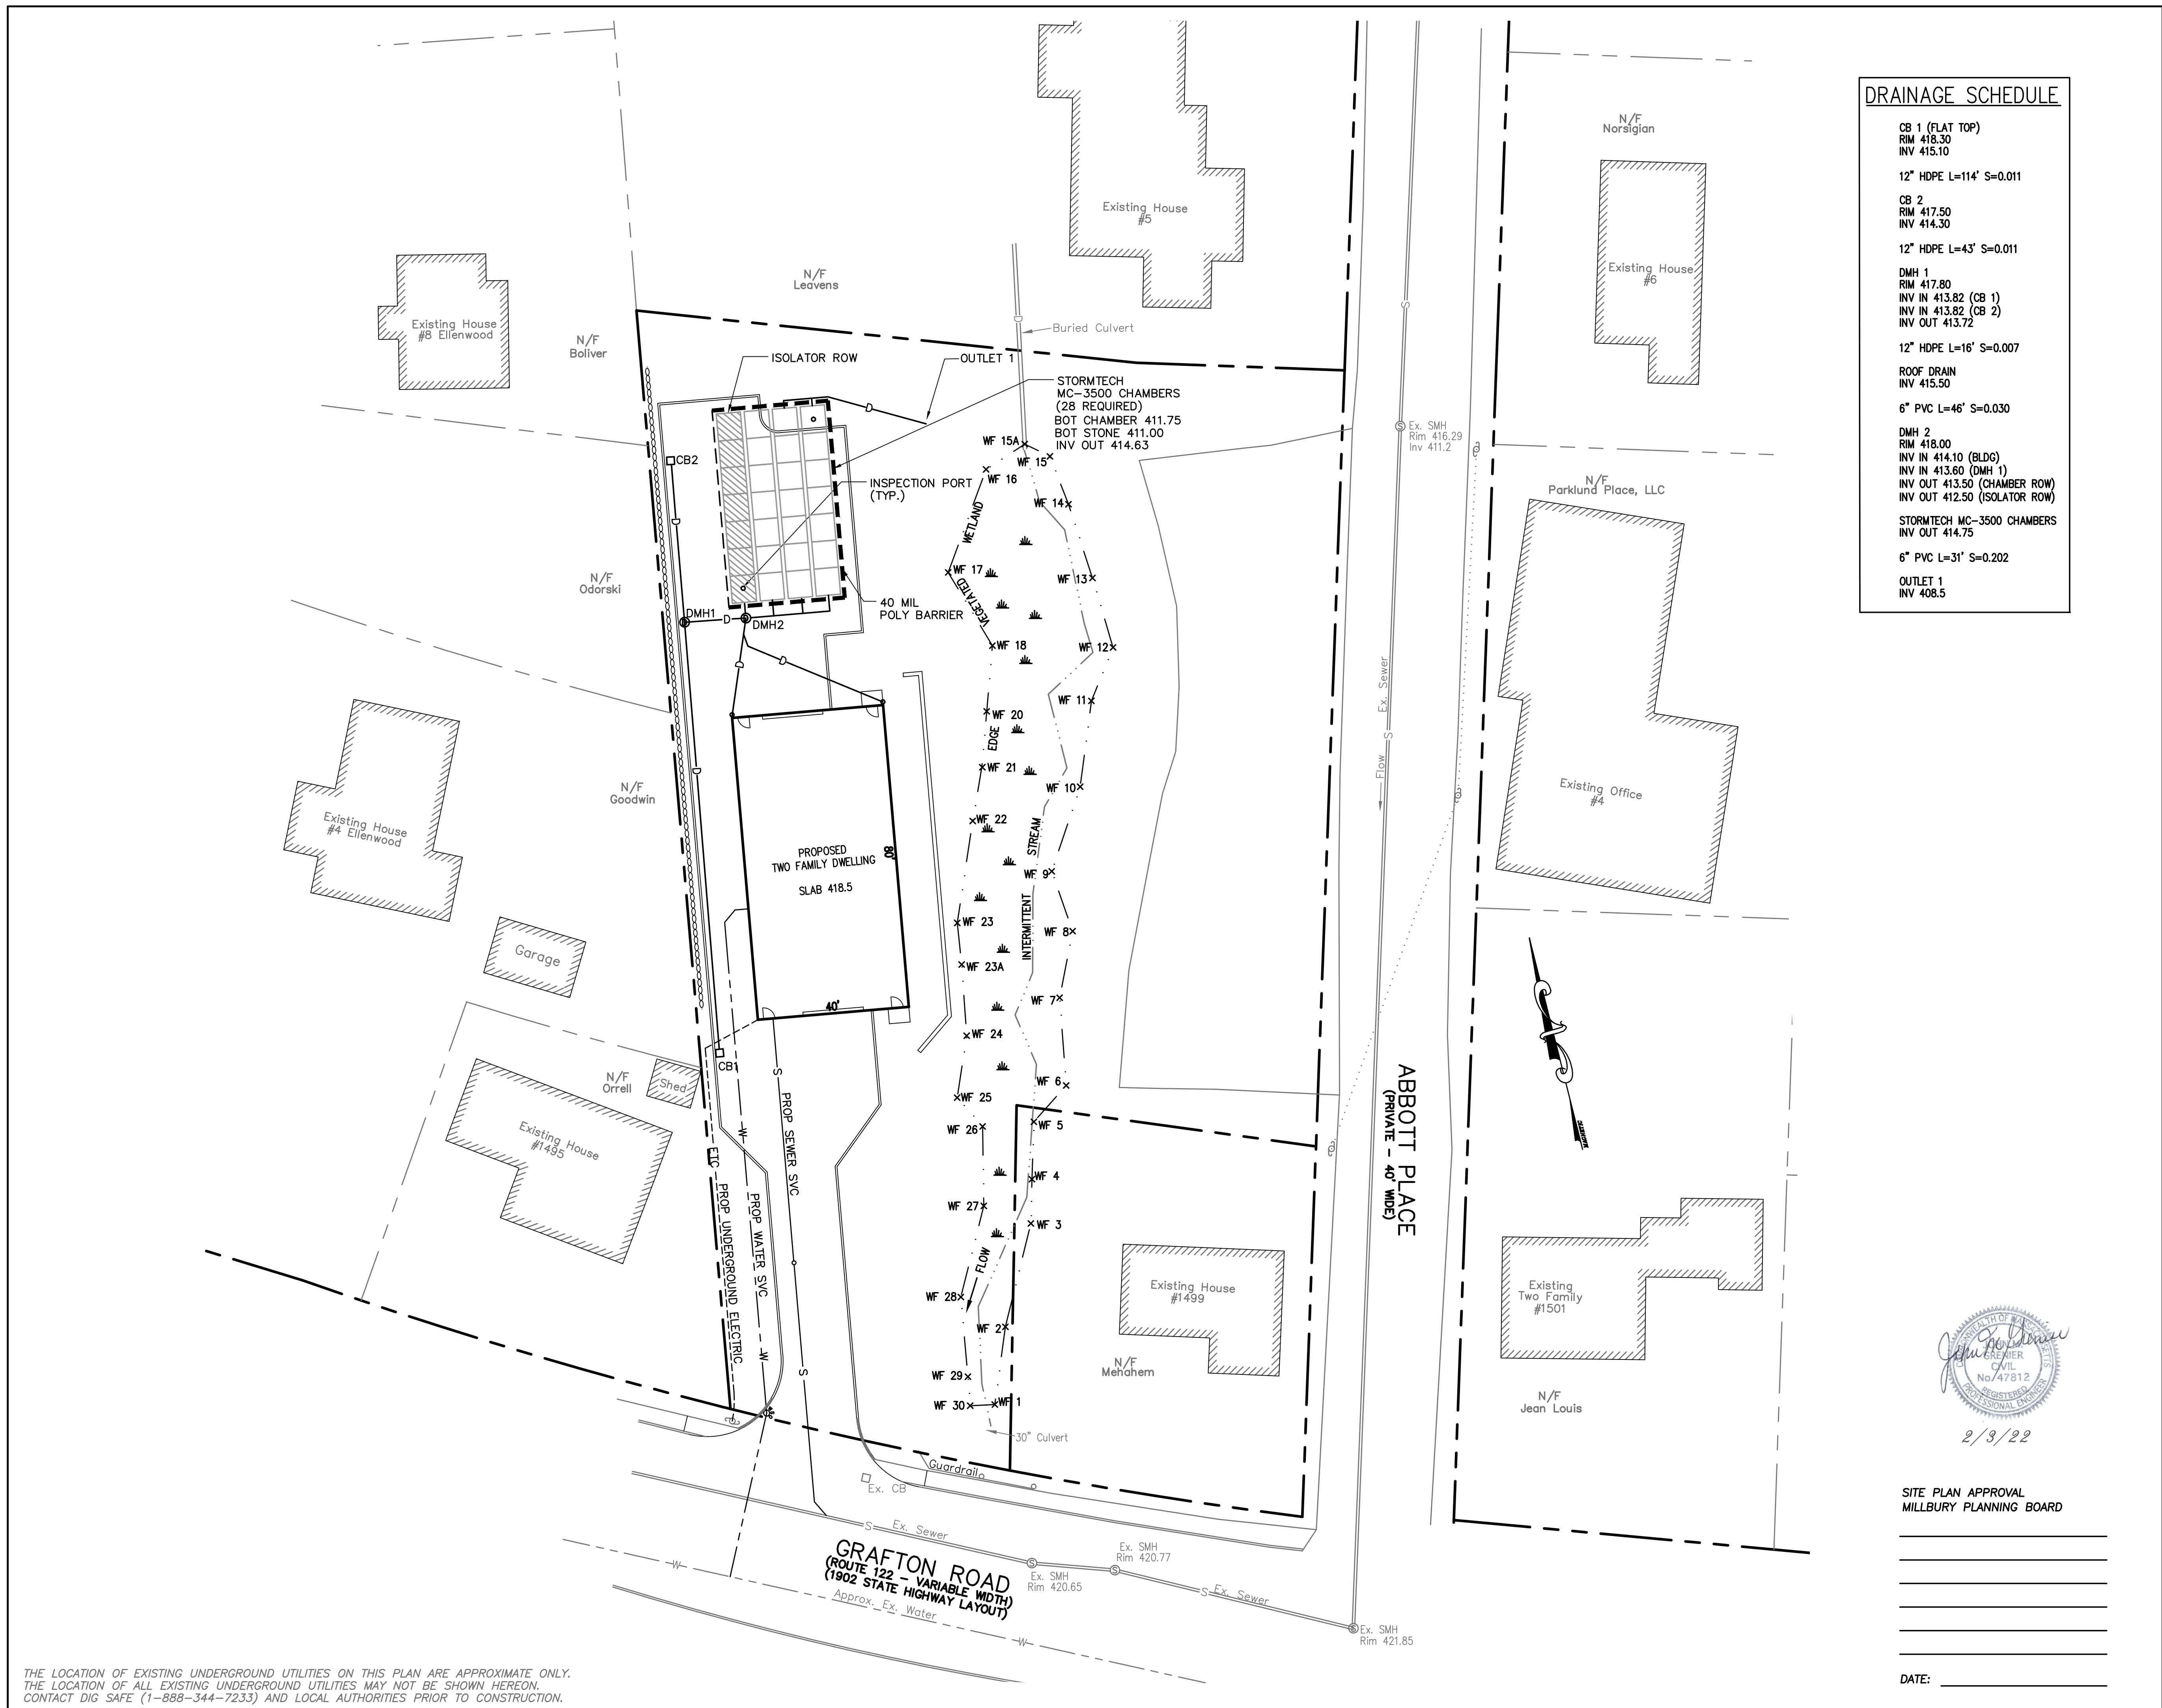 DRAINAGE SCHEDULE
CB 1 (FLAT TOP)
RIM 418.30
INV 415.10
12" HDPE L=114' S=0.011
CB 2
RIM 417.50
INV 414.30
12" HDPE L=43' S=0.011
DMH 1
RIM 417.80
INV IN 413.82 (CB 1)
INV IN 413.82 (CB 2)
INV OUT 413.72
12" HDPE L=16' S=0.007
ROOF DRAIN
INV 415.50
6" PVC L=46' S=0.030
DMH 2
RIM 418.00
INV IN 414.10 (BLDG)
INV IN 413.60 (DMH 1)
INV OUT 413.50 (CHAMBER ROW)
INV OUT 412.50 (ISOLATOR ROW)
STORMTECH MC-3500 CHAMBERS
INV OUT 414.75
6" PVC L=31' S=0.202
OUTLET 1
INV 408.5
N/F
Norsigian
Existing House
#5
Existing House
#6
N/F
Leavens
Existing House
#8 Ellenwood
N/F
Boliver
D
Buried Culvert
S
ISOLATOR ROW
OUTLET 1
STORMTECH
MC-3500 CHAMBERS
(28 REQUIRED)
BOT CHAMBER 411.75
BOT STONE 411.00
INV OUT 414.63
D
Ex. SMH
Rim 416.29
Inv 411.2
CB2
WF 15A
WF 15
WF 16
INSPECTION PORT
(TYP.)
N/F
Parklund Place, LLC
WF 14
WETLAND
D
WF 17
WF 13
VEGETATED
N/F
Odorski
40 MIL
POLY BARRIER
DMH1
D
DMH2
WF 18
WF 12
D
D
Ex. Sewer
S
WF 11
WF 20
EDGE
WF 21
D
Flow
WF 10
N/F
Goodwin
Existing Office
#4
WF 22
STREAM
Existing House
#4 Ellenwood
PROPOSED
TWO FAMILY DWELLING
SLAB 418.5
80'
WF 9
WF 23
INTERMITTENT
WF 8
Garage
WF 23A
WF 7
40'
WF 24
CB1
S
N/F
Orrell
Shed
WF 6
WF 25
WF 5
WF 26
ABBOTT PLACE
(PRIVATE - 40' WIDE)
MAGNETIC
Existing House
#1495
W
ETC
PROP UNDERGROUND ELECTRIC
PROP WATER SVC
PROP SEWER SVC
WF 4
WF 27
WF 3
FLOW
Existing House
#1499
Existing
Two Family
#1501
WF 28
WF 2
W
S
N/F
Mehahem
WF 29
WF 30
WF 1
N/F
Jean Louis
30" Culvert
Guardrail
Ex. CB
S
Ex. Sewer
GRAFTON ROAD
(ROUTE 122 - VARIABLE WIDTH)
(1902 STATE HIGHWAY LAYOUT)
Approx. Ex. Water
W
W
Ex. SMH
Rim 420.65
Ex. SMH
Rim 420.77
S
Ex. Sewer
Ex. SMH
Rim 421.85
COMMONWEALTH OF MASSACHUSETTS
GRENIER
CIVIL
No. 47812
REGISTERED
PROFESSIONAL ENGINEER
2/3/22
SITE PLAN APPROVAL
MILLBURY PLANNING BOARD
DATE:
THE LOCATION OF EXISTING UNDERGROUND UTILITIES ON THIS PLAN ARE APPROXIMATE ONLY.
THE LOCATION OF ALL EXISTING UNDERGROUND UTILITIES MAY NOT BE SHOWN HEREON.
CONTACT DIG SAFE (1-888-344-7233) AND LOCAL AUTHORITIES PRIOR TO CONSTRUCTION.